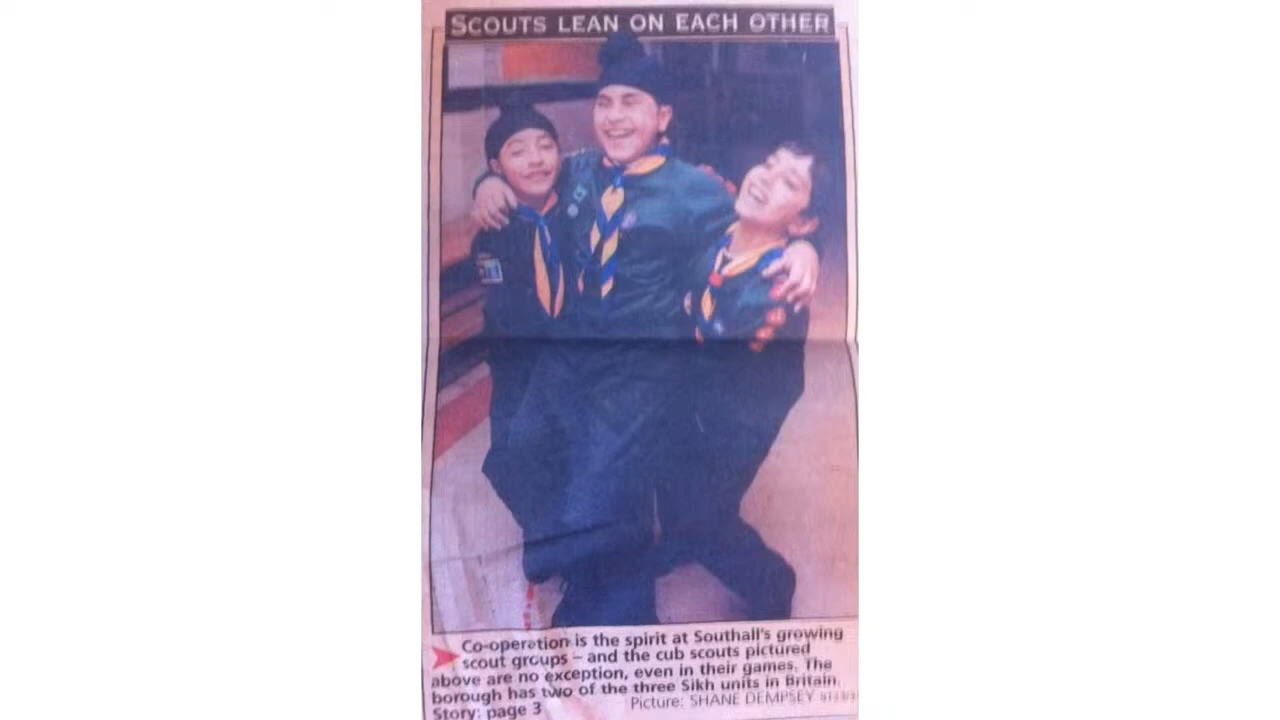 SCOUTS LEAN ON EACH OTHER
Co-operation is the spirit at Southall's growing
scout groups – and the cub scouts pictured
above are no exception, even in their games. The
borough has two of the three Sikh units in Britain.
Picture: SHANE DEMPSEY
Story: page 3